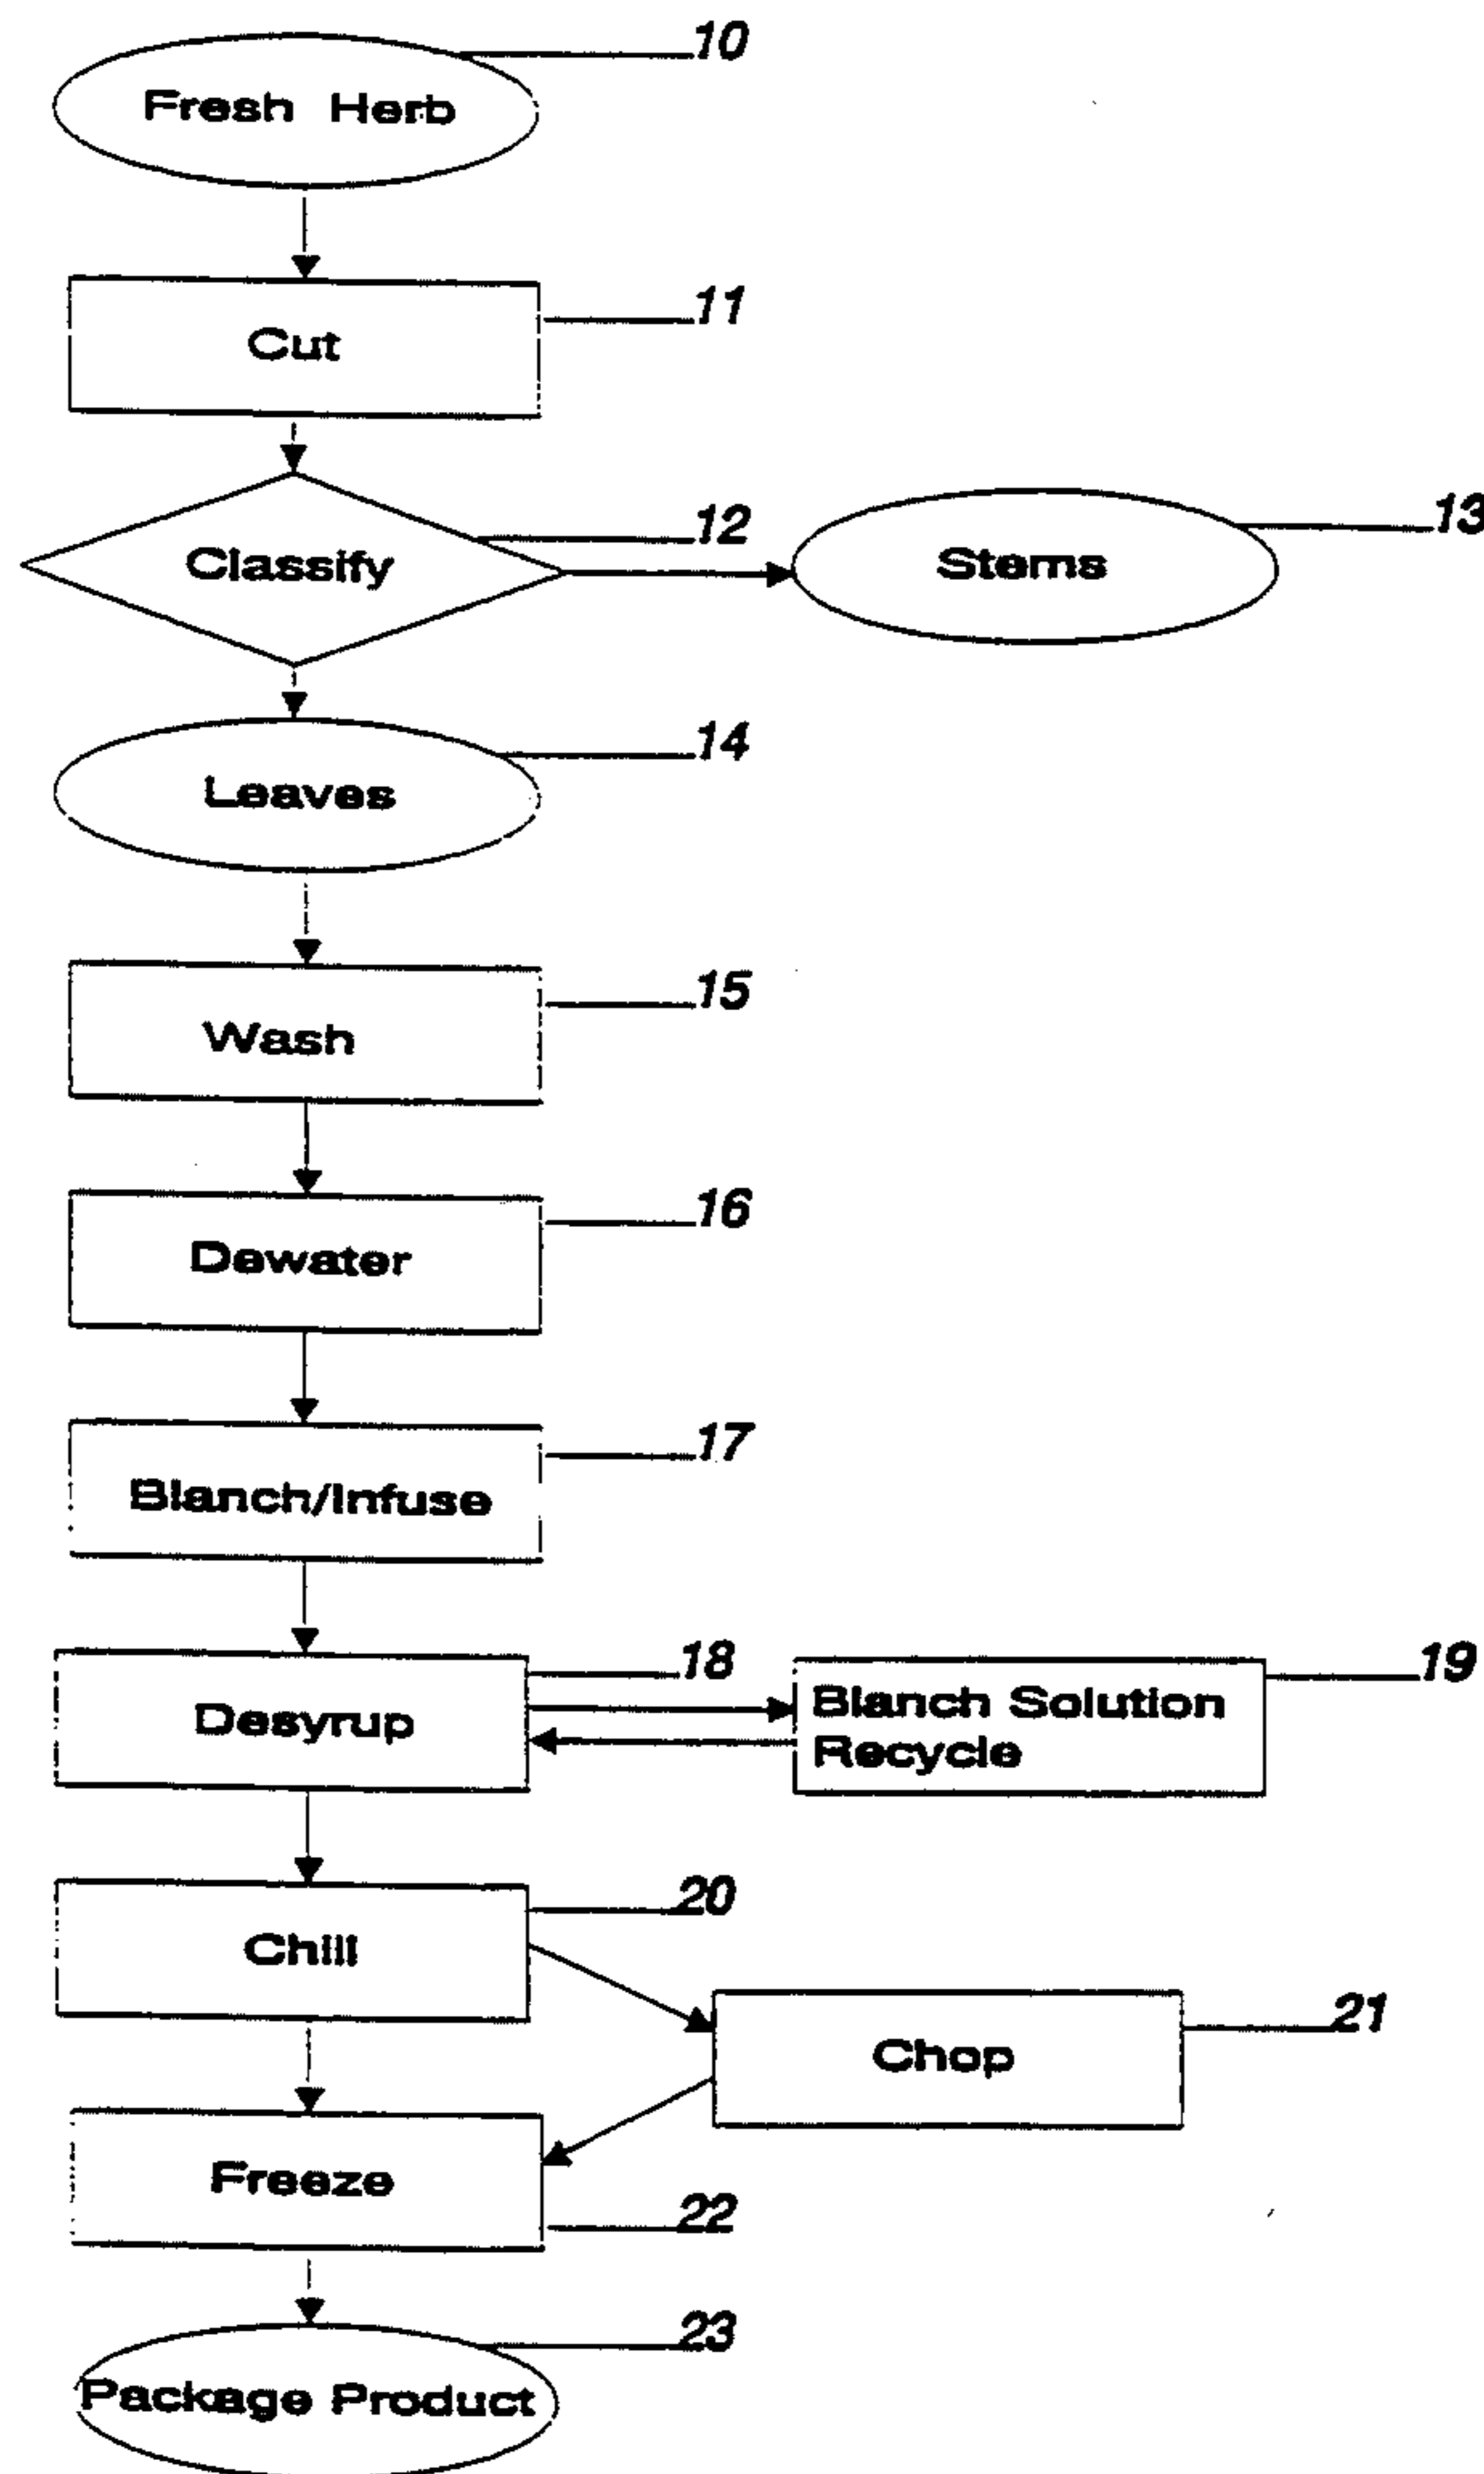 10
Fresh Herb
11
Cut
12
13
Classify
Stems
14
Leaves
15
Wash
16
Dewater
17
Blanch/Infuse
18
19
Desyrup
Blanch Solution
Recycle
20
Chill
21
Chop
Freeze
22
23
Package Product